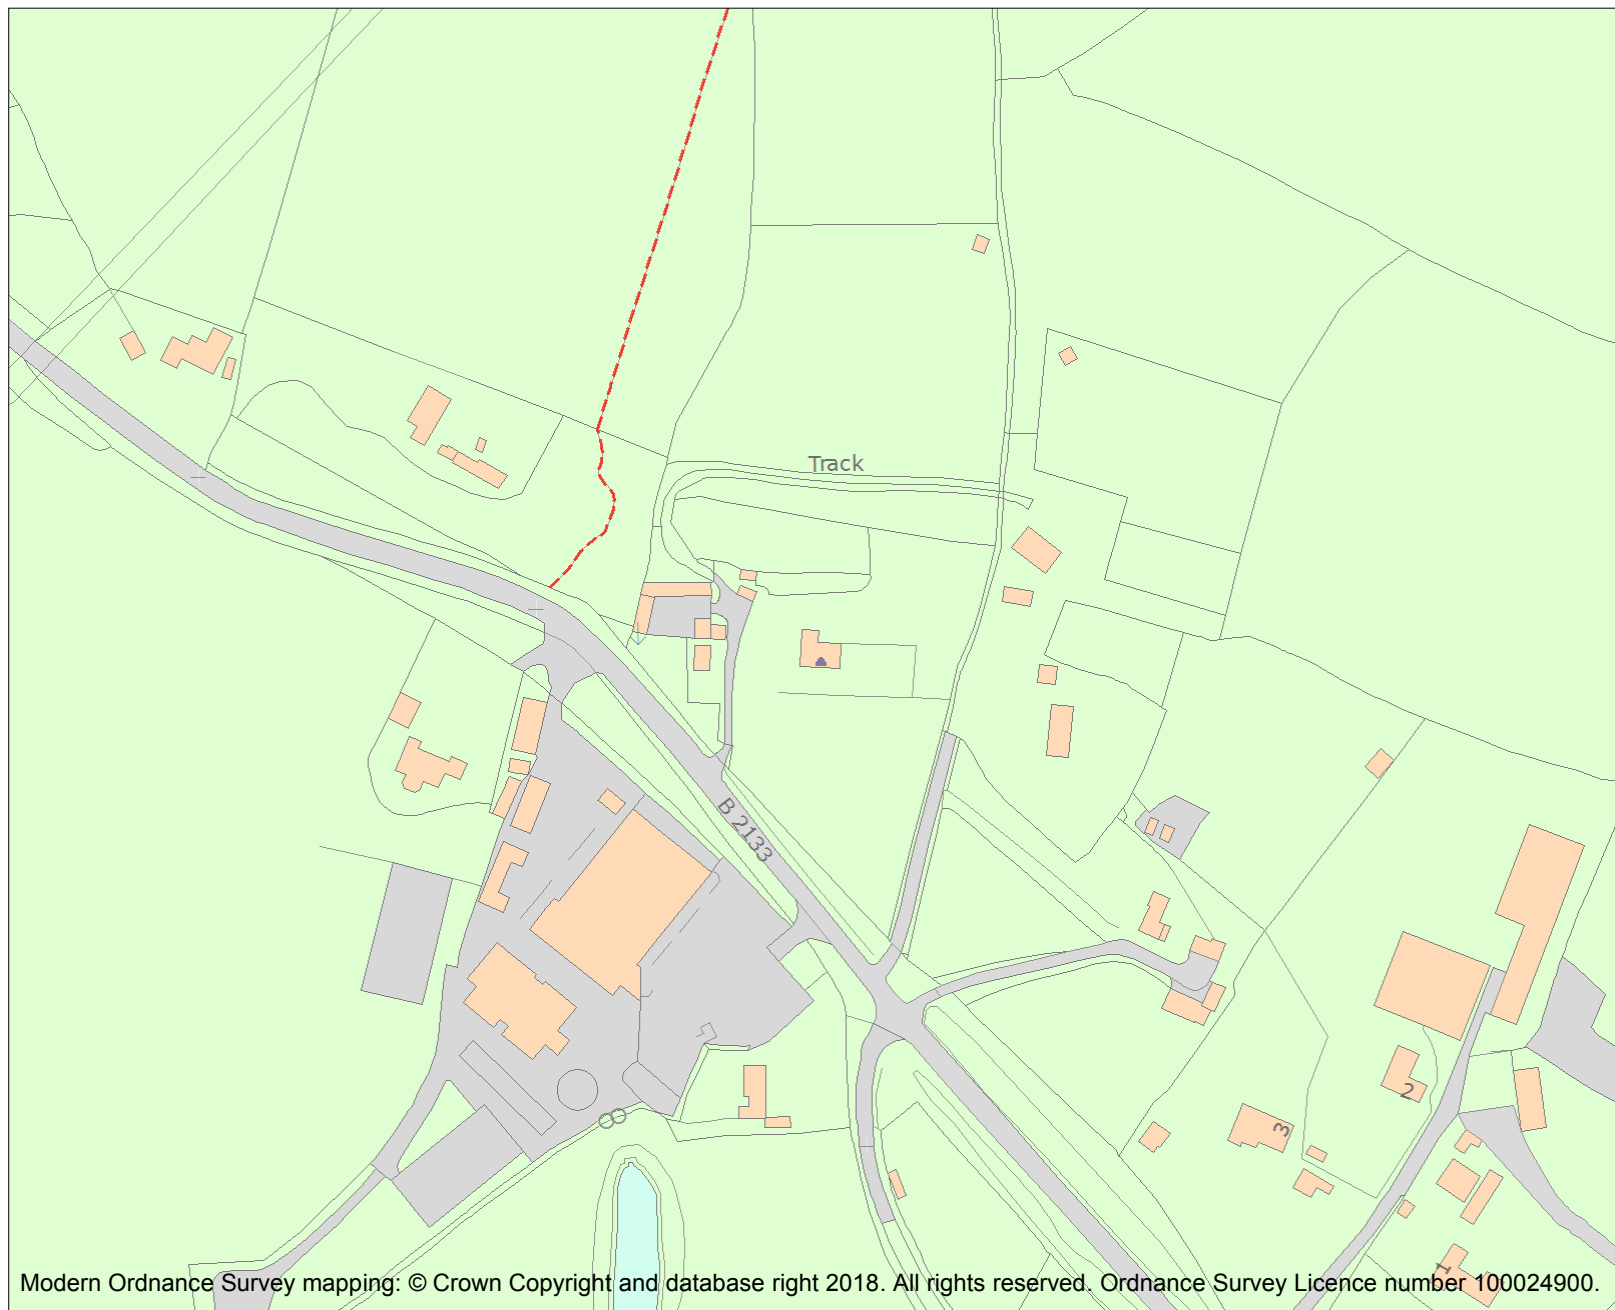 Track
B 2133
2
3
1
Modern Ordnance Survey mapping: © Crown Copyright and database right 2018. All rights reserved. Ordnance Survey Licence number 100024900.